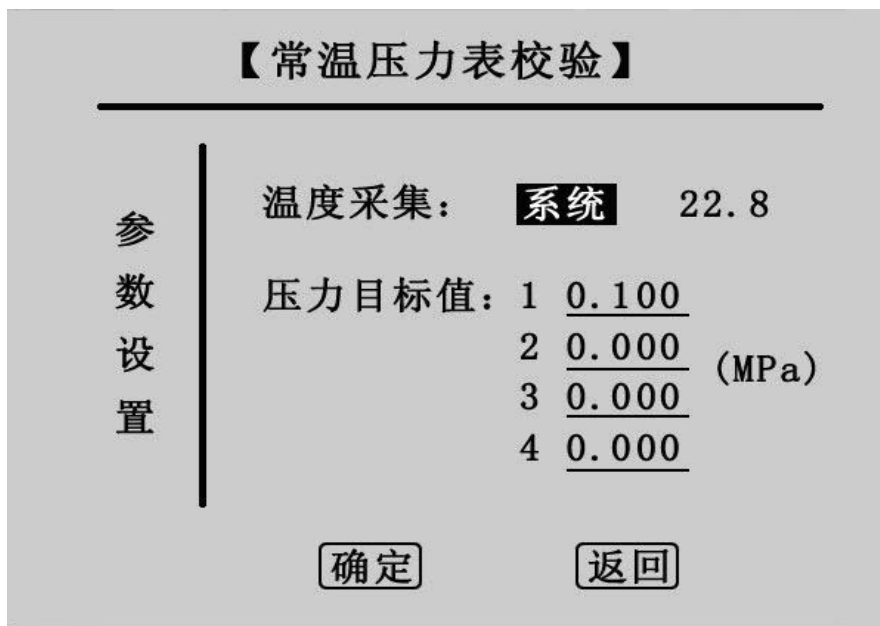 【常温压力表校验】
参数设置
温度采集: 系统 22.8
压力目标值: 1 0.100
2 0.000
(MPa)
3 0.000
4 0.000
确定 返回